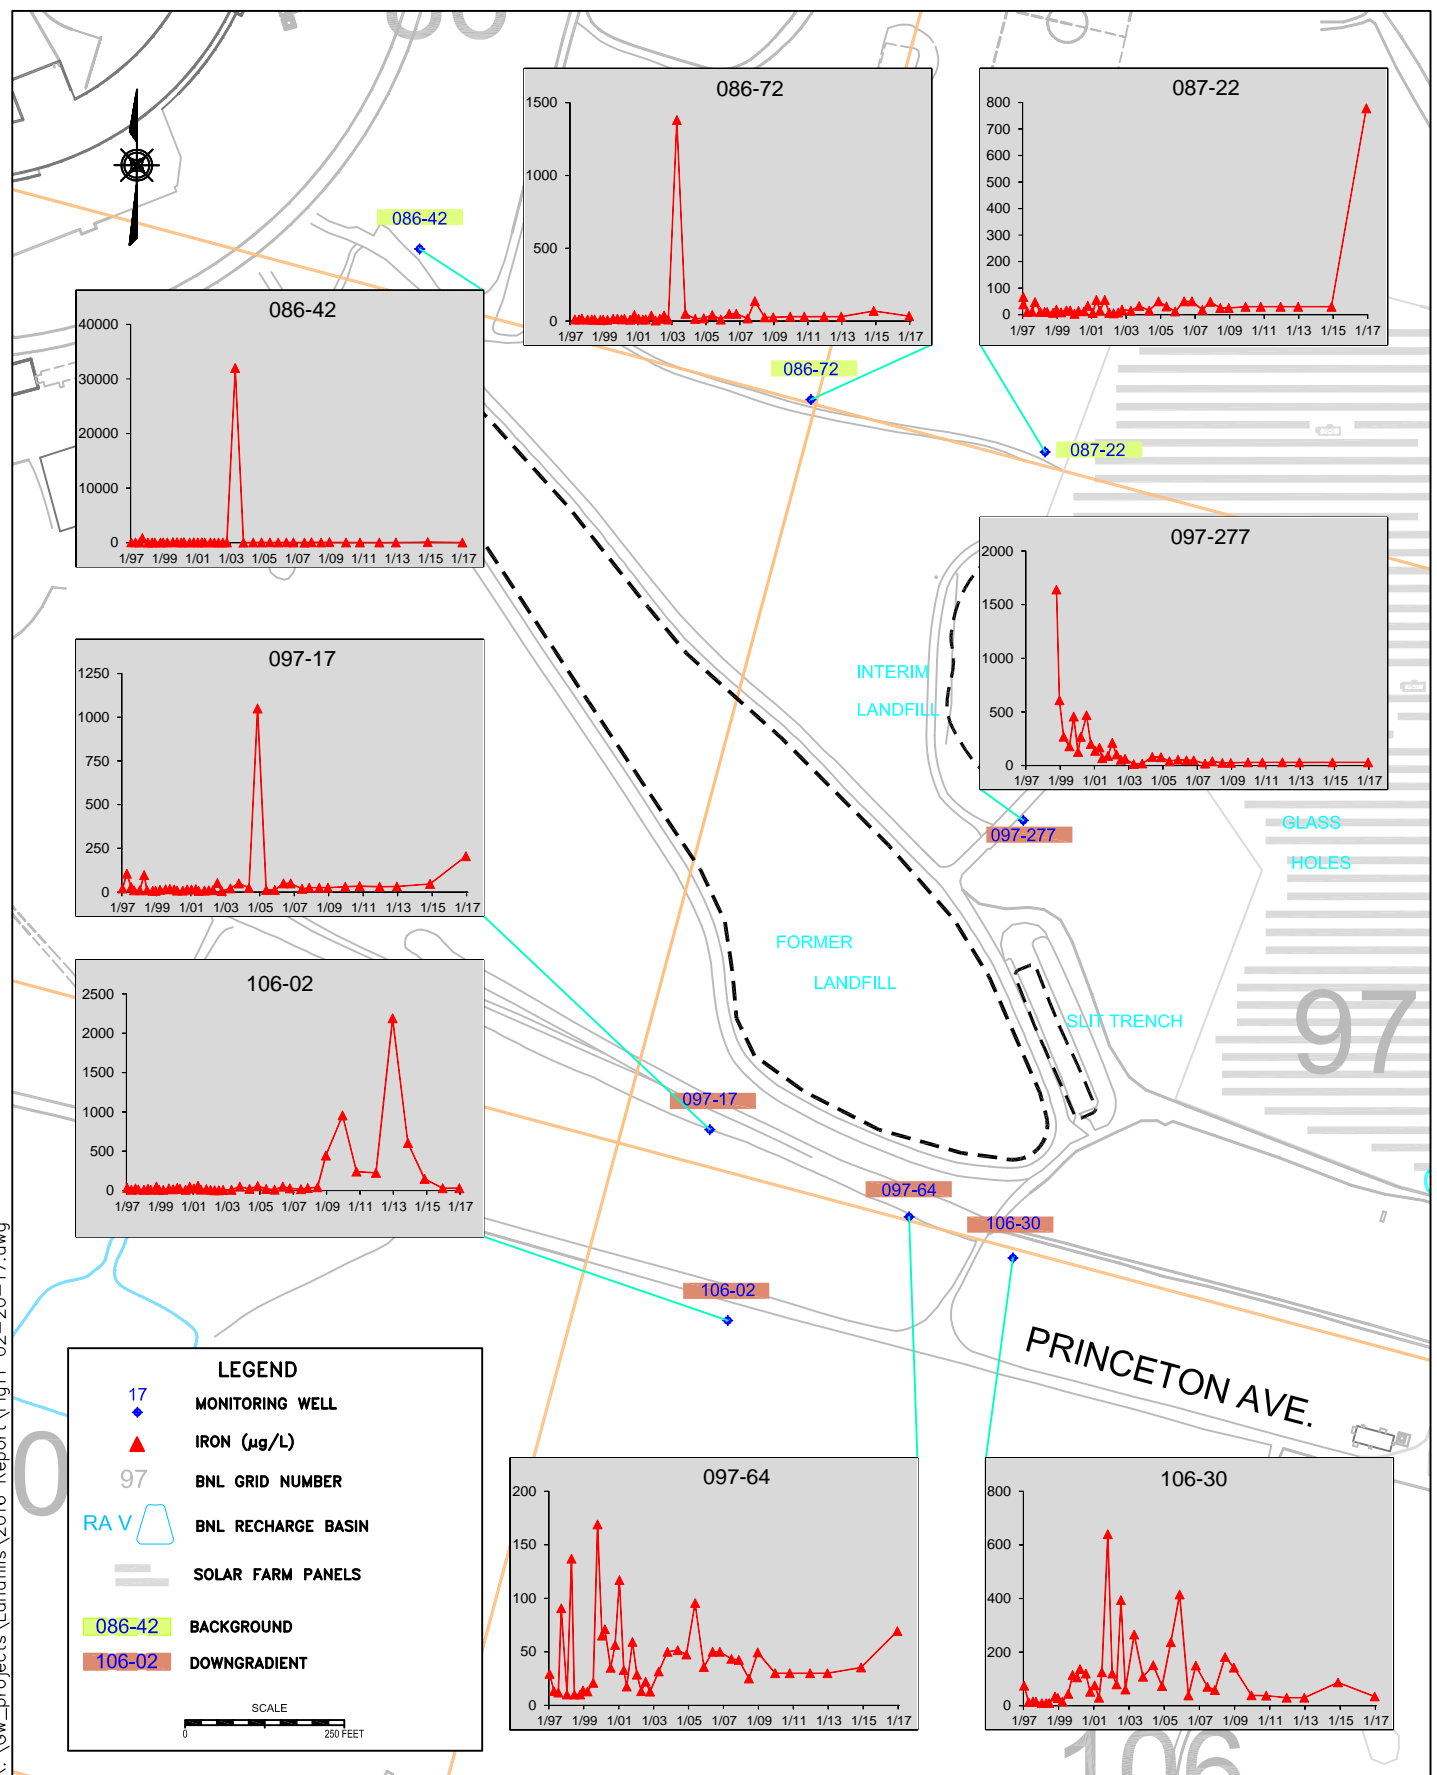 086-72
1500
1000
500
0
1/97 1/99 1/01 1/03 1/05 1/07 1/09 1/11 1/13 1/15 1/17
087-22
800
700
600
500
400
300
200
100
0
1/97 1/99 1/01 1/03 1/05 1/07 1/09 1/11 1/13 1/15 1/17
086-42
086-42
40000
30000
20000
10000
0
1/97 1/99 1/01 1/03 1/05 1/07 1/09 1/11 1/13 1/15 1/17
086-72
087-22
097-277
2000
1500
1000
500
0
1/97 1/99 1/01 1/03 1/05 1/07 1/09 1/11 1/13 1/15 1/17
097-17
1250
1000
750
500
250
0
1/97 1/99 1/01 1/03 1/05 1/07 1/09 1/11 1/13 1/15 1/17
INTERIM
LANDFILL
097-277
GLASS
HOLES
FORMER
LANDFILL
SLIT TRENCH
97
106-02
2500
2000
1500
1000
500
0
1/97 1/99 1/01 1/03 1/05 1/07 1/09 1/11 1/13 1/15 1/17
097-17
097-64
106-30
106-02
PRINCETON AVE.
LEGEND
17
MONITORING WELL
IRON (µg/L)
97 BNL GRID NUMBER
RA V BNL RECHARGE BASIN
SOLAR FARM PANELS
086-42 BACKGROUND
106-02 DOWNGRADIENT
SCALE
0 250 FEET
097-64
200
150
100
50
0
1/97 1/99 1/01 1/03 1/05 1/07 1/09 1/11 1/13 1/15 1/17
106-30
800
600
400
200
0
1/97 1/99 1/01 1/03 1/05 1/07 1/09 1/11 1/13 1/15 1/17
106